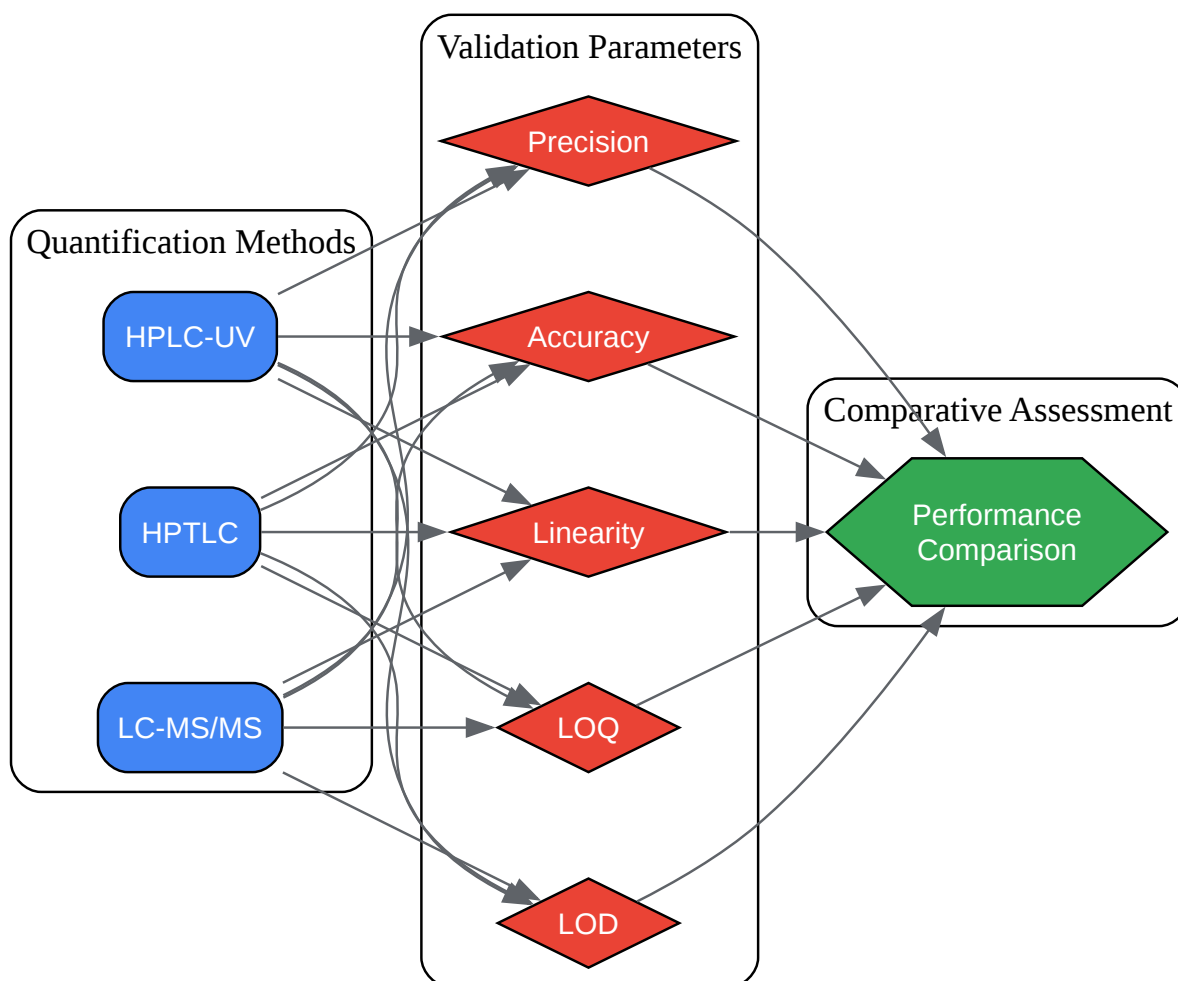 Validation Parameters
Precision
Quantification Methods
HPLC-UV
Accuracy
Comparative Assessment
HPTLC
Linearity
Performance
Comparison
LC-MS/MS
LOQ
LOD